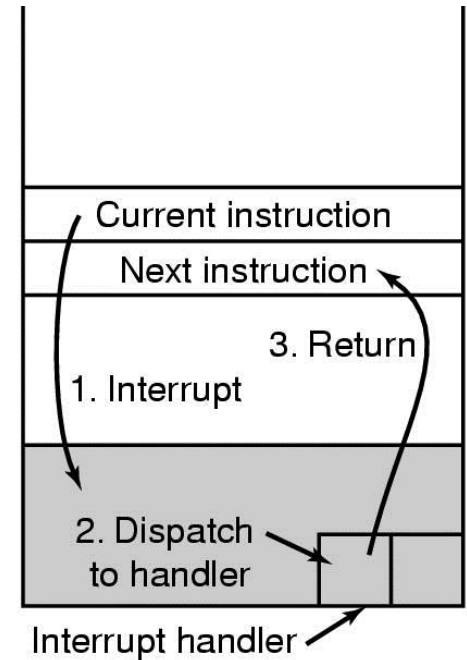 Current instruction
Next instruction
3. Return
1. Interrupt
2. Dispatch
to handler
Interrupt handler